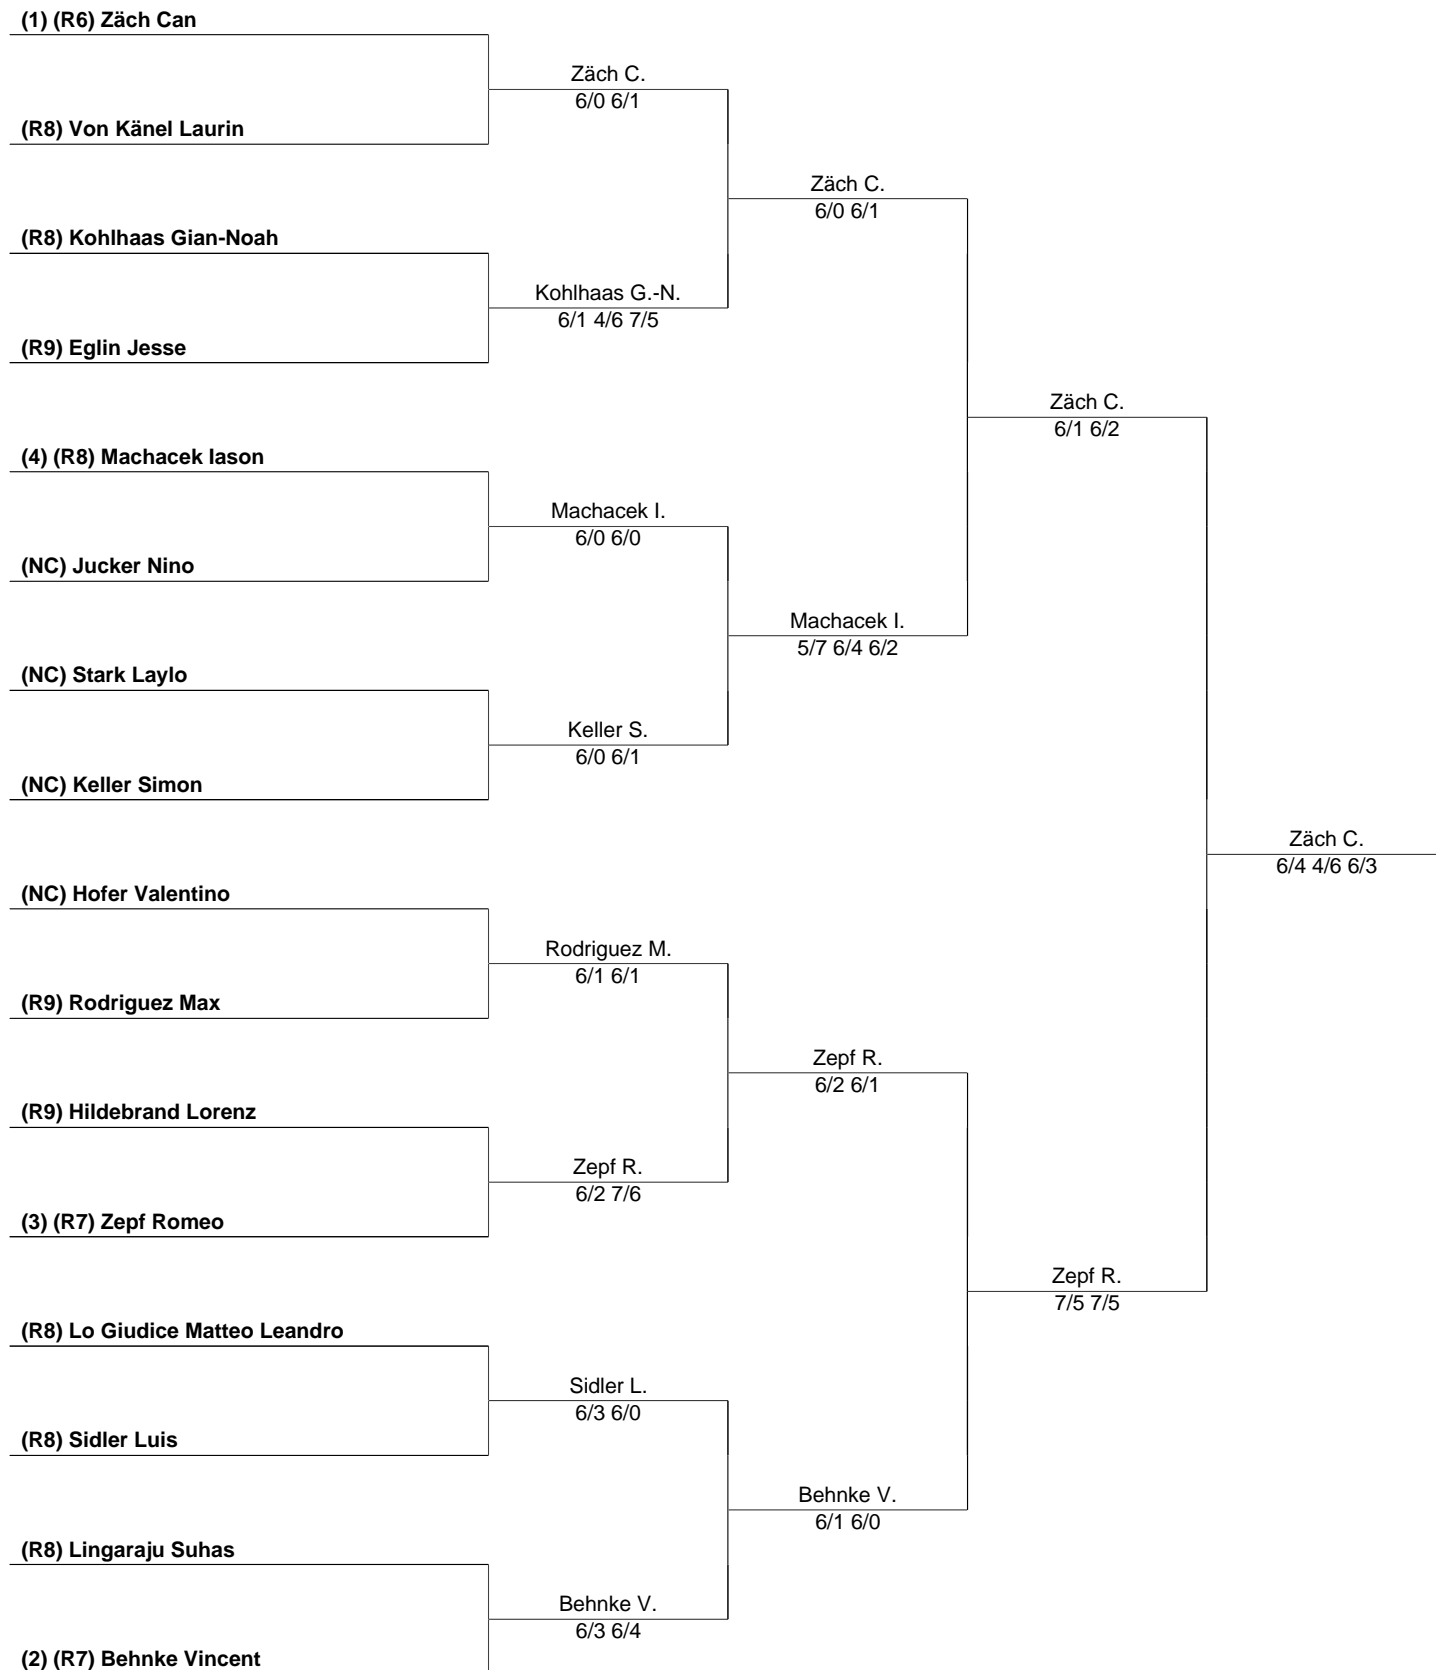 (1) (R6) Zäch Can
Zäch C.
6/0 6/1
(R8) Von Känel Laurin
Zäch C.
6/0 6/1
(R8) Kohlhaas Gian-Noah
Kohlhaas G.-N.
6/1 4/6 7/5
(R9) Eglin Jesse
Zäch C.
6/1 6/2
(4) (R8) Machacek Iason
Machacek I.
6/0 6/0
(NC) Jucker Nino
Machacek I.
5/7 6/4 6/2
(NC) Stark Laylo
Keller S.
6/0 6/1
(NC) Keller Simon
Zäch C.
6/4 4/6 6/3
(NC) Hofer Valentino
Rodriguez M.
6/1 6/1
(R9) Rodriguez Max
Zepf R.
6/2 6/1
(R9) Hildebrand Lorenz
Zepf R.
6/2 7/6
(3) (R7) Zepf Romeo
Zepf R.
7/5 7/5
(R8) Lo Giudice Matteo Leandro
Sidler L.
6/3 6/0
(R8) Sidler Luis
Behnke V.
6/1 6/0
(R8) Lingaraju Suhas
Behnke V.
6/3 6/4
(2) (R7) Behnke Vincent